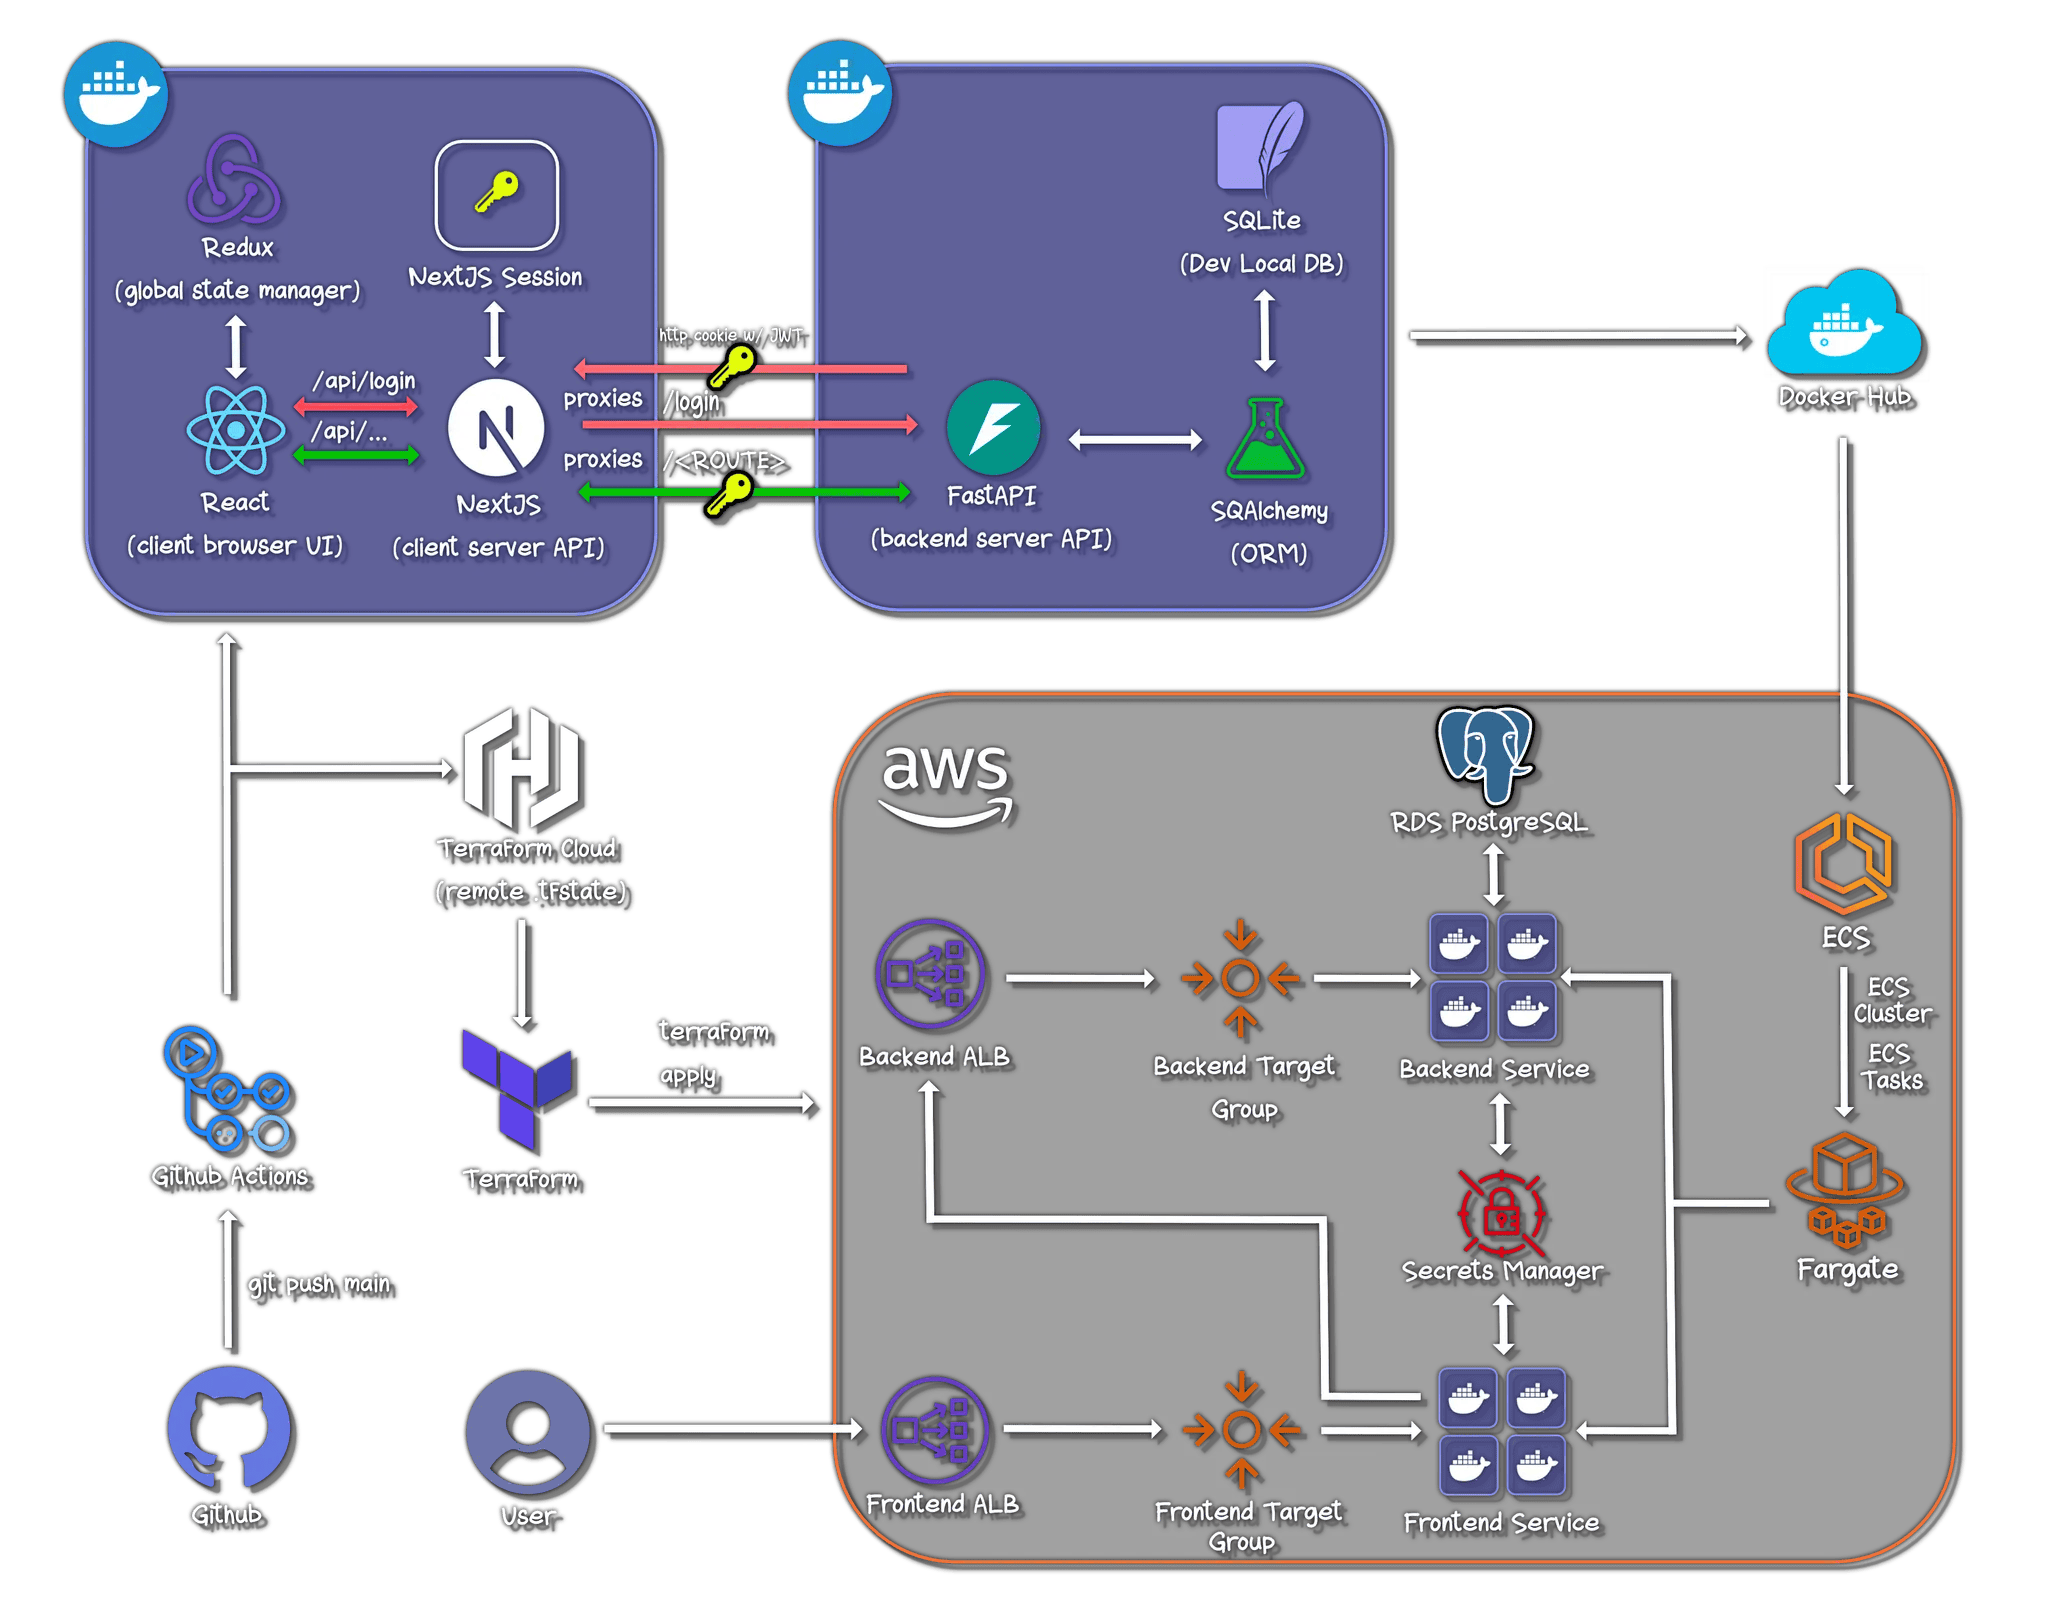 Redux
(global state manager)
NextJS Session
/api/login
/api/...
React
(client browser UI)
NextJS
(client server API)
http cookie w/ JWT
proxies /login
proxies /<ROUTE>
SQLite
(Dev Local DB)
FastAPI
(backend server API)
SQAlchemy
(ORM)
Docker Hub
TerraForm Cloud
(remote .tfstate)
terraform
apply
TerraForm
Github Actions
git push main
Github
User
aws
RDS PostgreSQL
ECS
ECS
Cluster
ECS
Tasks
Fargate
Backend ALB
Backend Target
Group
Backend Service
Secrets Manager
Frontend ALB
Frontend Target
Group
Frontend Service